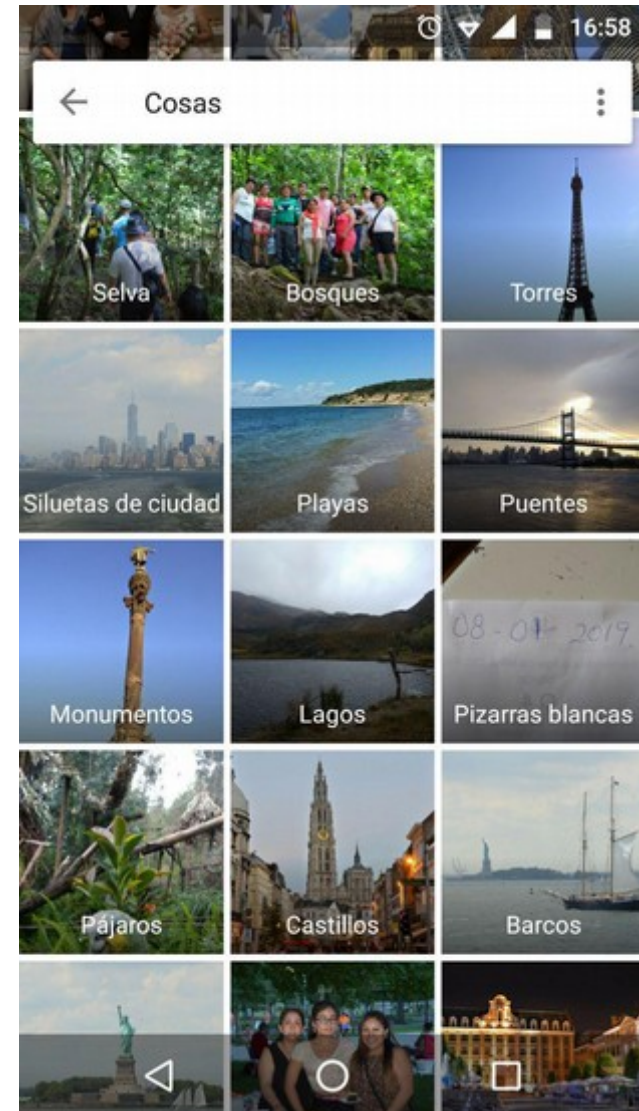 16:58
Cosas
Selva
Bosques
Torres
Siluetas de ciudad
Playas
Puentes
Monumentos
Lagos
08-01-2019
Pizarras blancas
Pájaros
Castillos
Barcos